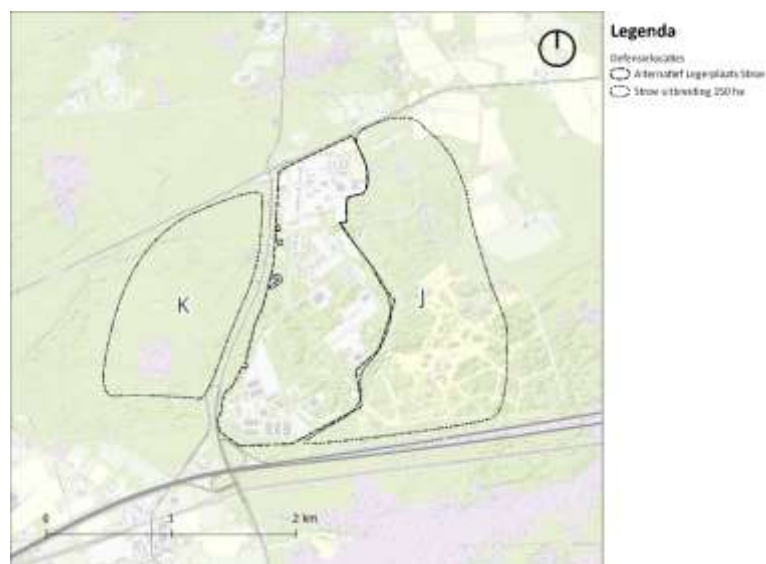 Legenda
Defensielocaties
Alternatief Legerplaats Stroe
Stroe uitbreiding 250 ha
K
J
0 1 2 km